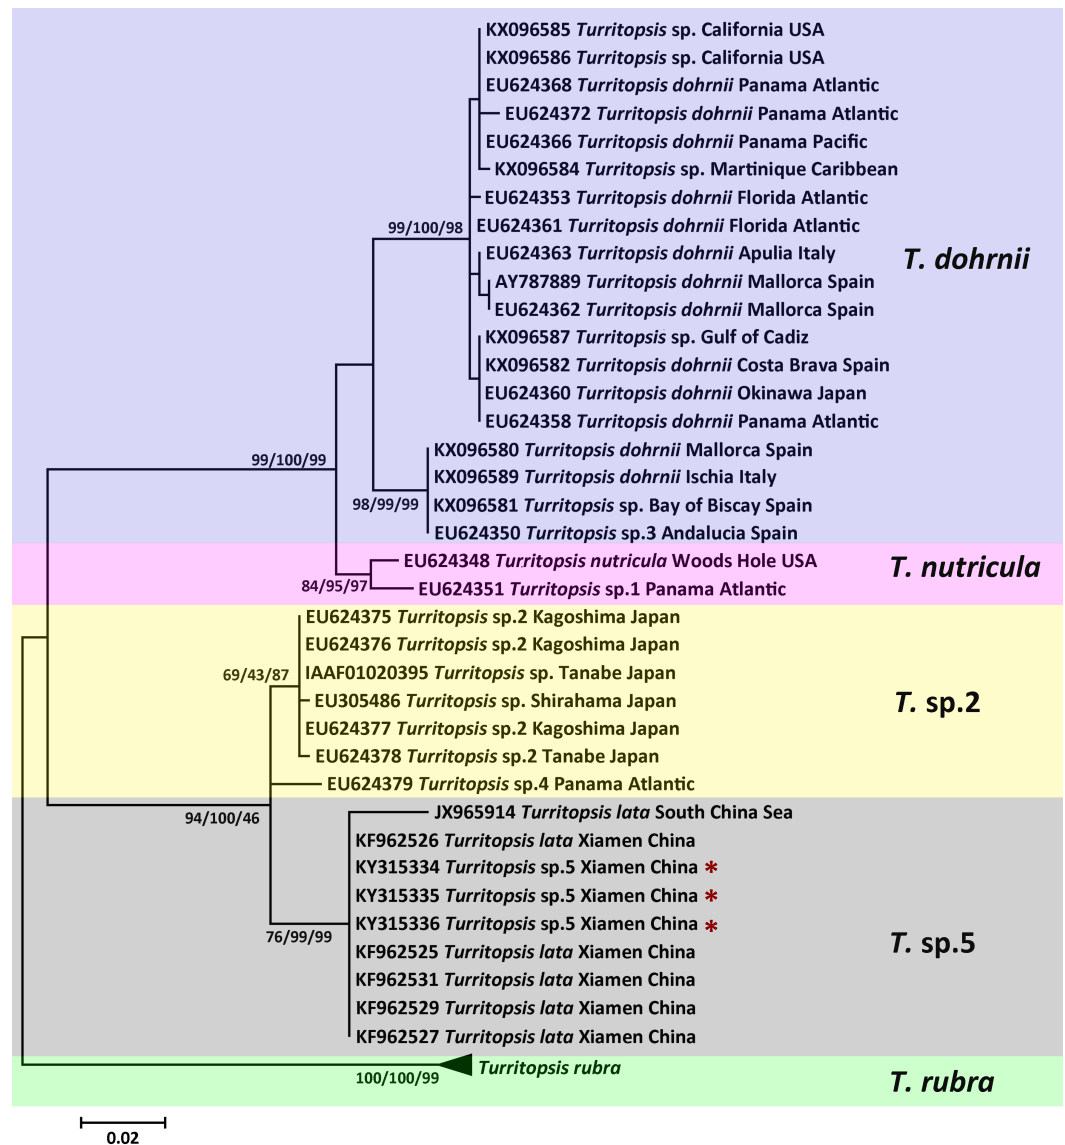 KX096585 Turritopsis sp. California USA
KX096586 Turritopsis sp. California USA
EU624368 Turritopsis dohrnii Panama Atlantic
EU624372 Turritopsis dohrnii Panama Atlantic
EU624366 Turritopsis dohrnii Panama Pacific
KX096584 Turritopsis sp. Martinique Caribbean
EU624353 Turritopsis dohrnii Florida Atlantic
99/100/98
EU624361 Turritopsis dohrnii Florida Atlantic
EU624363 Turritopsis dohrnii Apulia Italy
T. dohrnii
AY787889 Turritopsis dohrnii Mallorca Spain
EU624362 Turritopsis dohrnii Mallorca Spain
KX096587 Turritopsis sp. Gulf of Cadiz
KX096582 Turritopsis dohrnii Costa Brava Spain
EU624360 Turritopsis dohrnii Okinawa Japan
EU624358 Turritopsis dohrnii Panama Atlantic
KX096580 Turritopsis dohrnii Mallorca Spain
99/100/99
KX096589 Turritopsis dohrnii Ischia Italy
98/99/99
KX096581 Turritopsis sp. Bay of Biscay Spain
EU624350 Turritopsis sp.3 Andalucia Spain
EU624348 Turritopsis nutricula Woods Hole USA
T. nutricula
84/95/97
EU624351 Turritopsis sp.1 Panama Atlantic
EU624375 Turritopsis sp.2 Kagoshima Japan
EU624376 Turritopsis sp.2 Kagoshima Japan
69/43/87
IAAF01020395 Turritopsis sp. Tanabe Japan
EU305486 Turritopsis sp. Shirahama Japan
T. sp.2
EU624377 Turritopsis sp.2 Kagoshima Japan
EU624378 Turritopsis sp.2 Tanabe Japan
EU624379 Turritopsis sp.4 Panama Atlantic
94/100/46
JX965914 Turritopsis lata South China Sea
KF962526 Turritopsis lata Xiamen China
KY315334 Turritopsis sp.5 Xiamen China *
KY315335 Turritopsis sp.5 Xiamen China *
KY315336 Turritopsis sp.5 Xiamen China *
76/99/99
T. sp.5
KF962525 Turritopsis lata Xiamen China
KF962531 Turritopsis lata Xiamen China
KF962529 Turritopsis lata Xiamen China
KF962527 Turritopsis lata Xiamen China
Turritopsis rubra
100/100/99
T. rubra
0.02